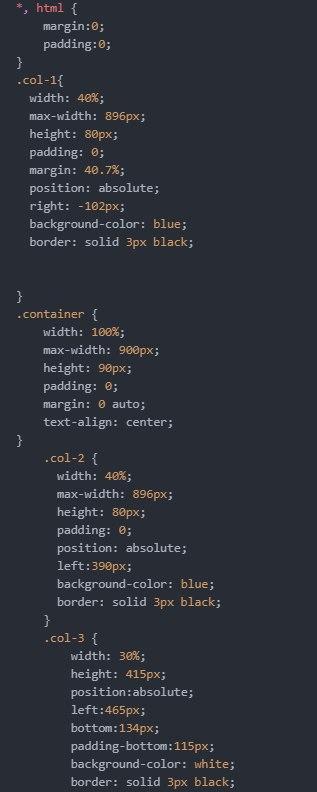 *, html {
margin:0;
padding:0;
}
.col-1{
width: 40%;
max-width: 896px;
height: 80px;
padding: 0;
margin: 40.7%;
position: absolute;
right: -102px;
background-color: blue;
border: solid 3px black;
}
.container {
width: 100%;
max-width: 900px;
height: 90px;
padding: 0;
margin: 0 auto;
text-align: center;
}
.col-2 {
width: 40%;
max-width: 896px;
height: 80px;
padding: 0;
position: absolute;
left:390px;
background-color: blue;
border: solid 3px black;
}
.col-3 {
width: 30%;
height: 415px;
position:absolute;
left:465px;
bottom:134px;
padding-bottom:115px;
background-color: white;
border: solid 3px black;